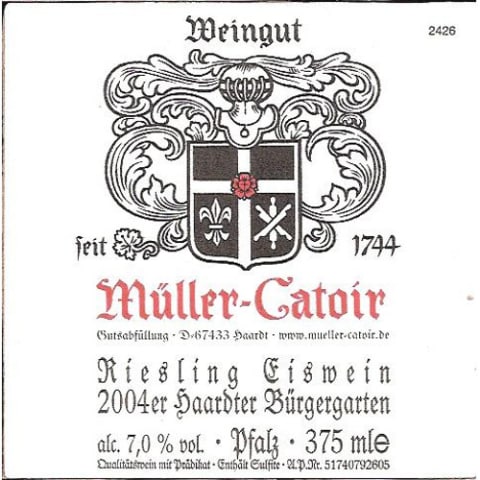 Weingut
2426
seit 1744
Müller-Catoir
Gutsabfüllung · D-67433 Haardt · www.mueller-catoir.de
Riesling Eiswein
2004er Haardter Bürgergarten
alc. 7,0 % vol. · Pfalz · 375 ml℮
Qualitätswein mit Prädikat · Enthält Sulfite · A.P.Nr. 51740792605